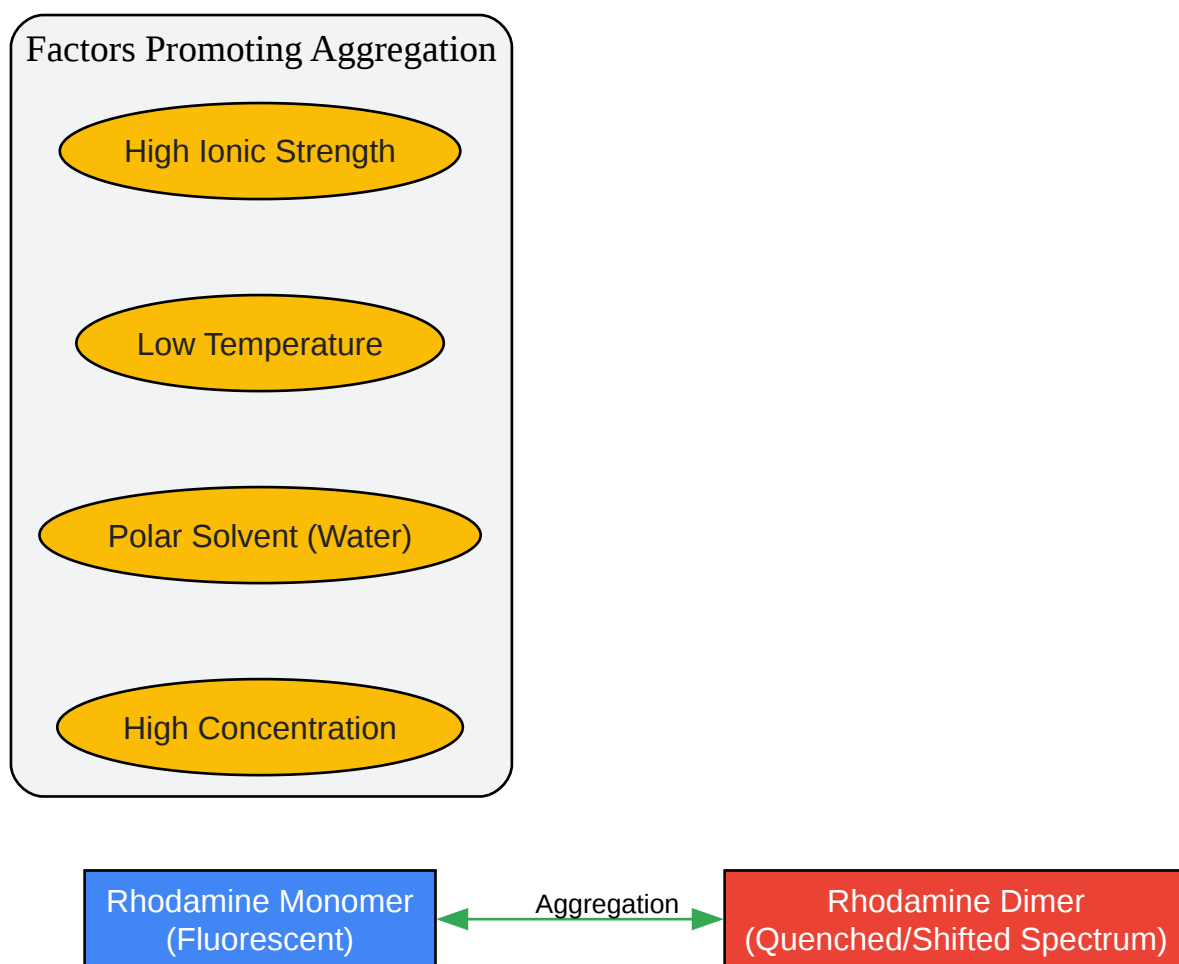 Factors Promoting Aggregation
High Ionic Strength
Low Temperature
Polar Solvent (Water)
High Concentration
Rhodamine Monomer
(Fluorescent)
Aggregation
Rhodamine Dimer
(Quenched/Shifted Spectrum)